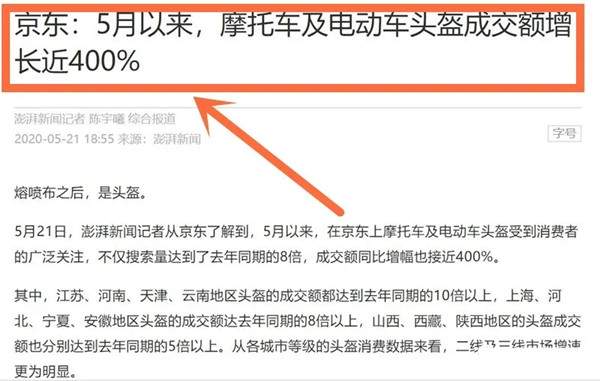 京东：5月以来，摩托车及电动车头盔成交额增
长近400%
澎湃新闻记者 陈宇曦 综合报道
2020-05-21 18:55 来源：澎湃新闻
字号
熔喷布之后，是头盔。
5月21日，澎湃新闻记者从京东了解到，5月以来，在京东上摩托车及电动车头盔受到消费者
的广泛关注，不仅搜索量达到了去年同期的8倍，成交额同比增幅也接近400%。
其中，江苏、河南、天津、云南地区头盔的成交额都达到去年同期的10倍以上，上海、河
北、宁夏、安徽地区头盔的成交额达去年同期的8倍以上，山西、西藏、陕西地区的头盔成交
额也分别达到去年同期的5倍以上。从各城市等级的头盔消费数据来看，二线及三线市场增速
更为明显。